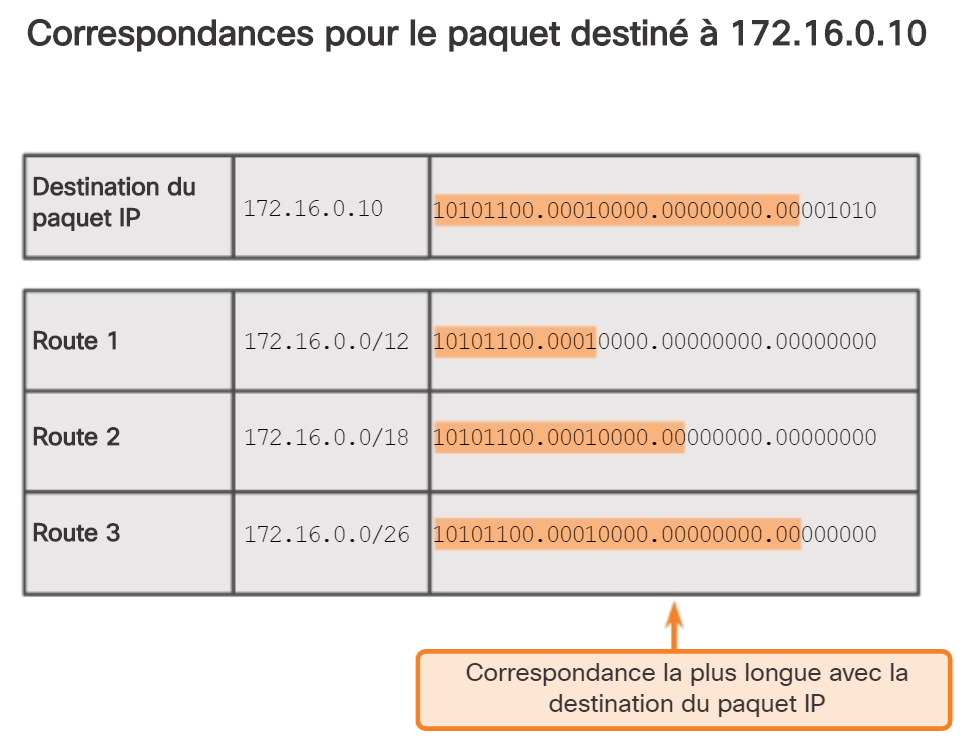 Correspondances pour le paquet destiné à 172.16.0.10
Destination du
paquet IP
172.16.0.10
10101100.00010000.00000000.00001010
Route 1
172.16.0.0/12
10101100.00010000.00000000.00000000
Route 2
172.16.0.0/18
10101100.00010000.00000000.00000000
Route 3
172.16.0.0/26
10101100.00010000.00000000.00000000
Correspondance la plus longue avec la
destination du paquet IP